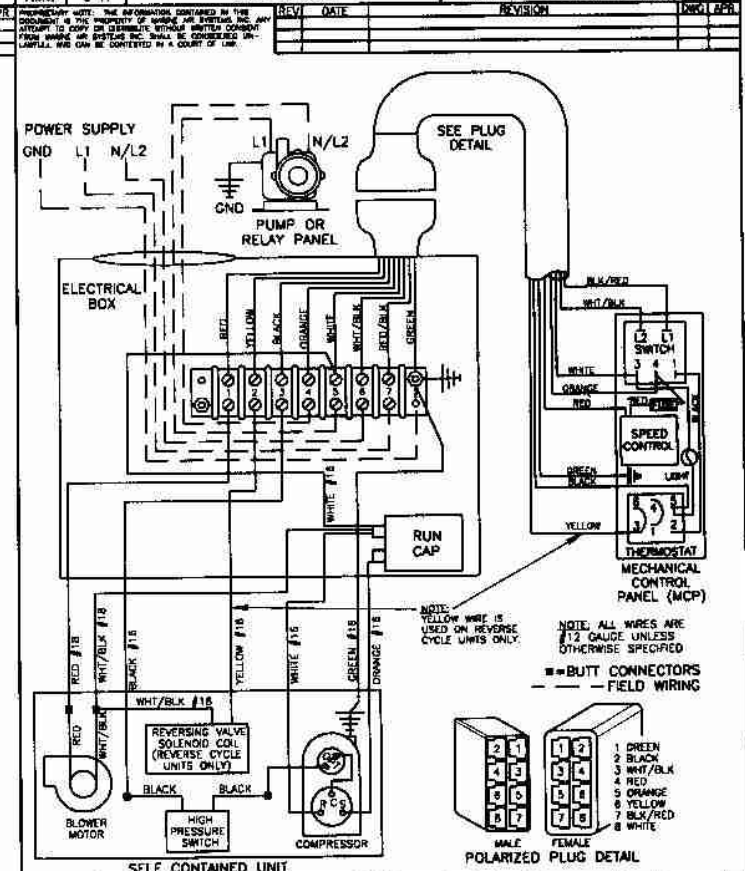 PROPRIETARY NOTE: THE INFORMATION CONTAINED IN THIS
DOCUMENT IS THE PROPERTY OF MARINE AIR SYSTEMS INC. ANY
ATTEMPT TO COPY OR DISTRIBUTE WITHOUT WRITTEN CONSENT
FROM MARINE AIR SYSTEMS INC. SHALL BE CONSIDERED UN-
LAWFULL AND CAN BE CONTESTED IN A COURT OF LAW.
REV DATE REVISION DWG APR
POWER SUPPLY
GND L1 N/L2
L1 N/L2
GND
PUMP OR
RELAY PANEL
SEE PLUG
DETAIL
ELECTRICAL
BOX
RED
YELLOW
BLACK
ORANGE
WHITE
WHT/BLK
RED/BLK
GREEN
BLK/RED
WHT/BLK
L2 L1
SWITCH
3 4 1
WHITE
ORANGE
RED
RED
BLACK
SPEED
CONTROL
LIGHT
GREEN
BLACK
YELLOW
THERMOSTAT
MECHANICAL
CONTROL
PANEL (MCP)
WHITE #16
RUN
CAP
NOTE:
YELLOW WIRE IS
USED ON REVERSE
CYCLE UNITS ONLY.
NOTE: ALL WIRES ARE
#12 GAUGE UNLESS
OTHERWISE SPECIFIED
=BUTT CONNECTORS
FIELD WIRING
RED #16
WHT/BLK #16
BLACK #16
YELLOW #16
WHITE #16
GREEN #16
ORANGE #16
RED
WHT/BLK
WHT/BLK #16
REVERSING VALVE
SOLENOID COIL
(REVERSE CYCLE
UNITS ONLY)
BLACK BLACK
BLOWER
MOTOR
HIGH
PRESSURE
SWITCH
R C S
COMPRESSOR
SELF CONTAINED UNIT
2 1
4 3
6 5
8 7
MALE
1 2
3 4
5 6
7 8
FEMALE
1 GREEN
2 BLACK
3 WHT/BLK
4 RED
5 ORANGE
6 YELLOW
7 BLK/RED
8 WHITE
POLARIZED PLUG DETAIL